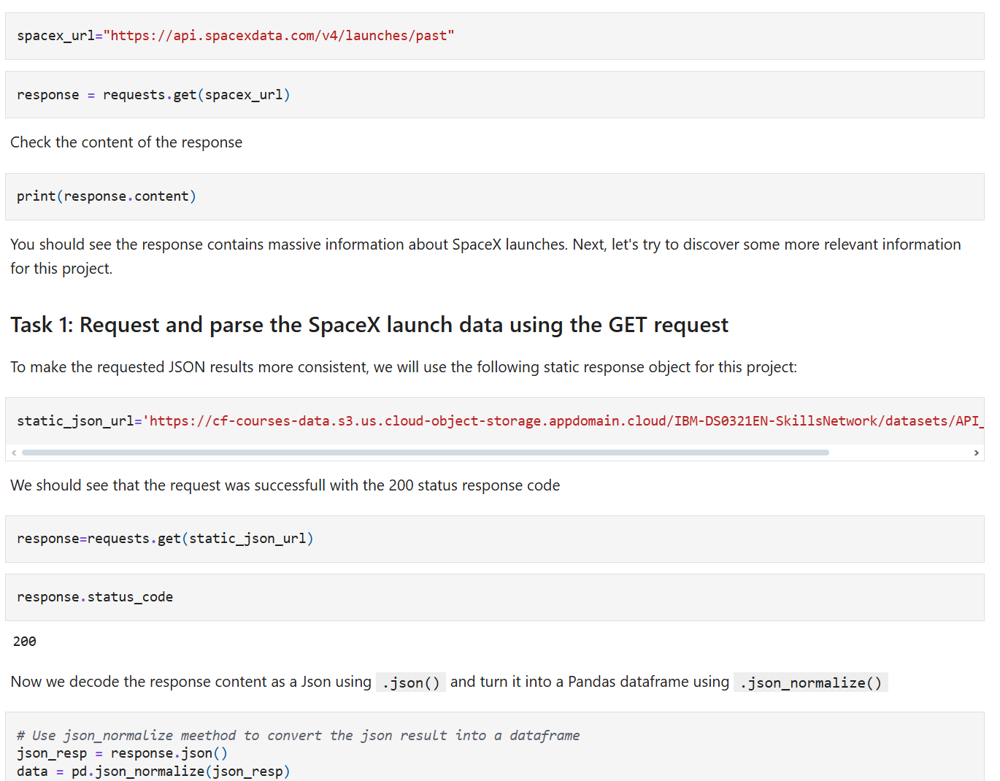 spacex_url="https://api.spacexdata.com/v4/launches/past"
response = requests.get(spacex_url)
Check the content of the response
print(response.content)
You should see the response contains massive information about SpaceX launches. Next, let's try to discover some more relevant information
for this project.
Task 1: Request and parse the SpaceX launch data using the GET request
To make the requested JSON results more consistent, we will use the following static response object for this project:
static_json_url='https://cf-courses-data.s3.us.cloud-object-storage.appdomain.cloud/IBM-DS0321EN-SkillsNetwork/datasets/API_
We should see that the request was successfull with the 200 status response code
response=requests.get(static_json_url)
response.status_code
200
Now we decode the response content as a Json using .json() and turn it into a Pandas dataframe using .json_normalize()
# Use json_normalize meethod to convert the json result into a dataframe
json_resp = response.json()
data = pd.json_normalize(json_resp)